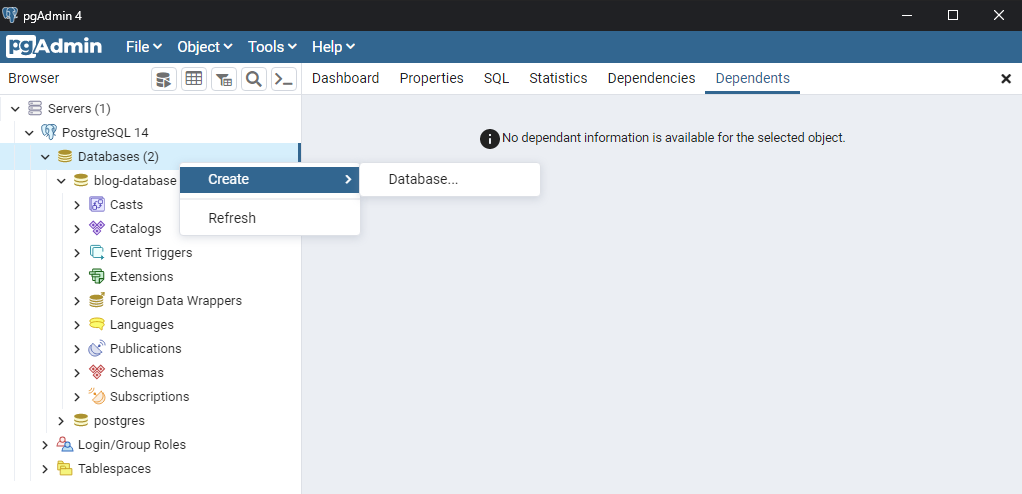 pgAdmin 4
pgAdmin File Object Tools Help
Browser
Dashboard Properties SQL Statistics Dependencies Dependents
Servers (1)
PostgreSQL 14
Databases (2)
blog-database
Casts
Catalogs
Event Triggers
Extensions
Foreign Data Wrappers
Languages
Publications
Schemas
Subscriptions
postgres
Login/Group Roles
Tablespaces
Create
Database...
Refresh
No dependant information is available for the selected object.